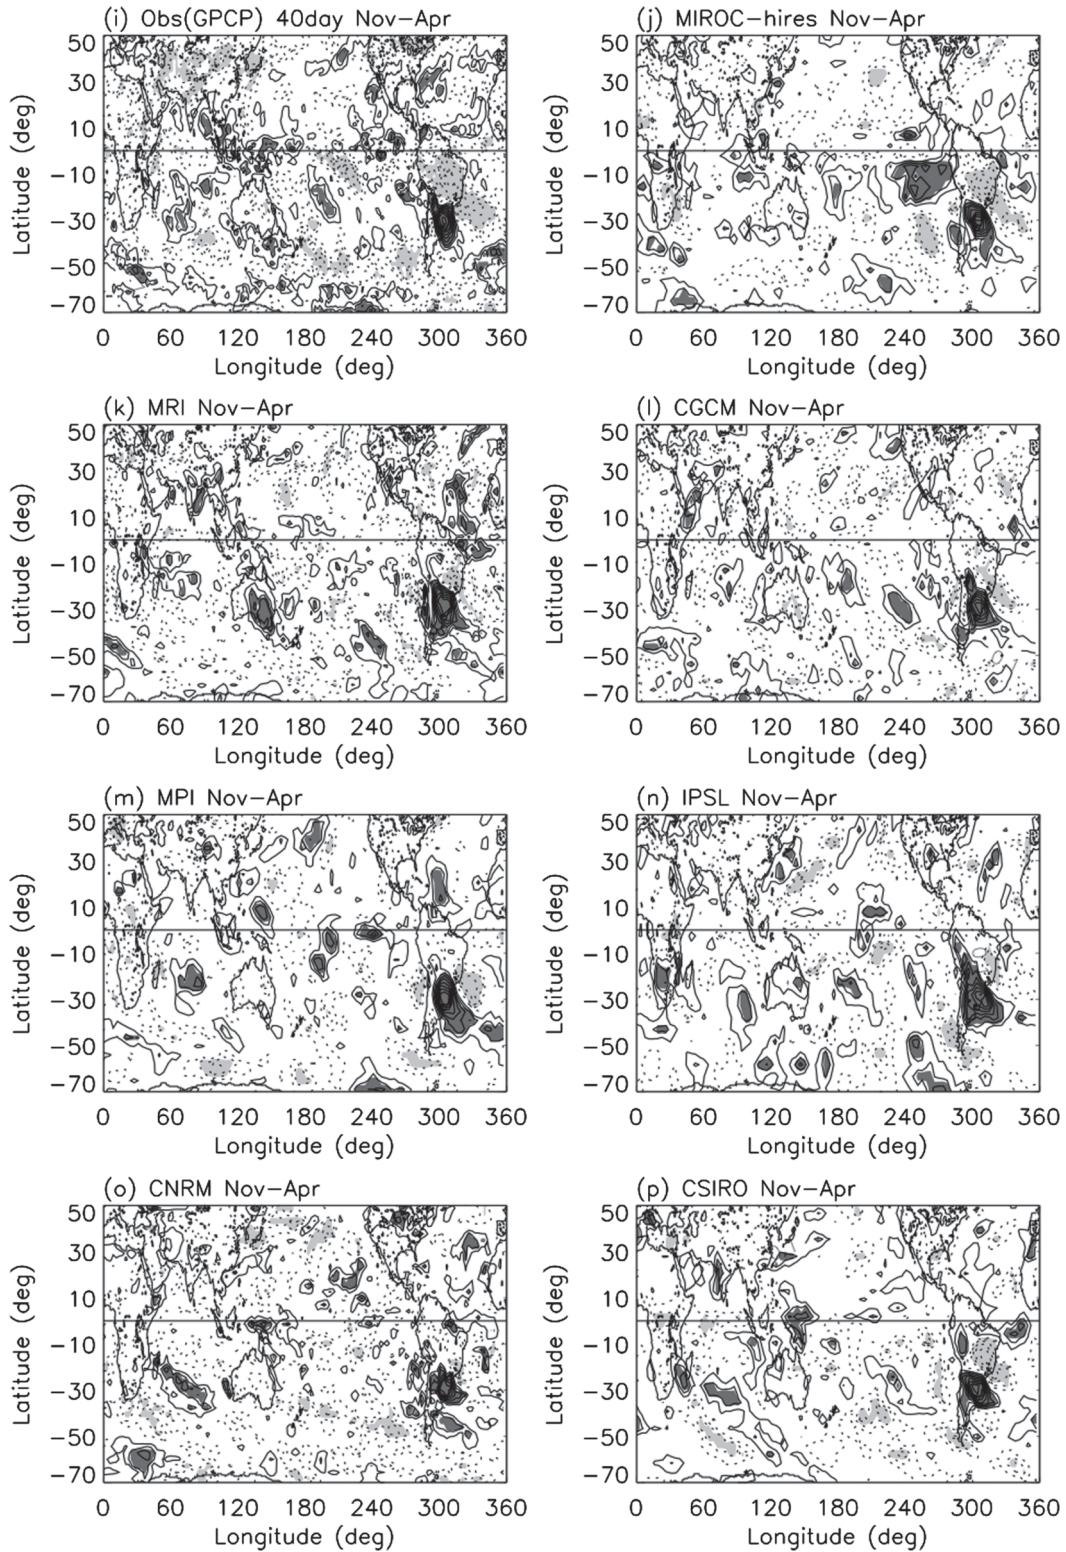 (i) Obs(GPCP) 40day Nov−Apr
50
30
10
−10
−30
−50
−70
Latitude (deg)
0 60 120 180 240 300 360
Longitude (deg)
(j) MIROC−hires Nov−Apr
50
30
10
−10
−30
−50
−70
Latitude (deg)
0 60 120 180 240 300 360
Longitude (deg)
(k) MRI Nov−Apr
50
30
10
−10
−30
−50
−70
Latitude (deg)
0 60 120 180 240 300 360
Longitude (deg)
(l) CGCM Nov−Apr
50
30
10
−10
−30
−50
−70
Latitude (deg)
0 60 120 180 240 300 360
Longitude (deg)
(m) MPI Nov−Apr
50
30
10
−10
−30
−50
−70
Latitude (deg)
0 60 120 180 240 300 360
Longitude (deg)
(n) IPSL Nov−Apr
50
30
10
−10
−30
−50
−70
Latitude (deg)
0 60 120 180 240 300 360
Longitude (deg)
(o) CNRM Nov−Apr
50
30
10
−10
−30
−50
−70
Latitude (deg)
0 60 120 180 240 300 360
Longitude (deg)
(p) CSIRO Nov−Apr
50
30
10
−10
−30
−50
−70
Latitude (deg)
0 60 120 180 240 300 360
Longitude (deg)